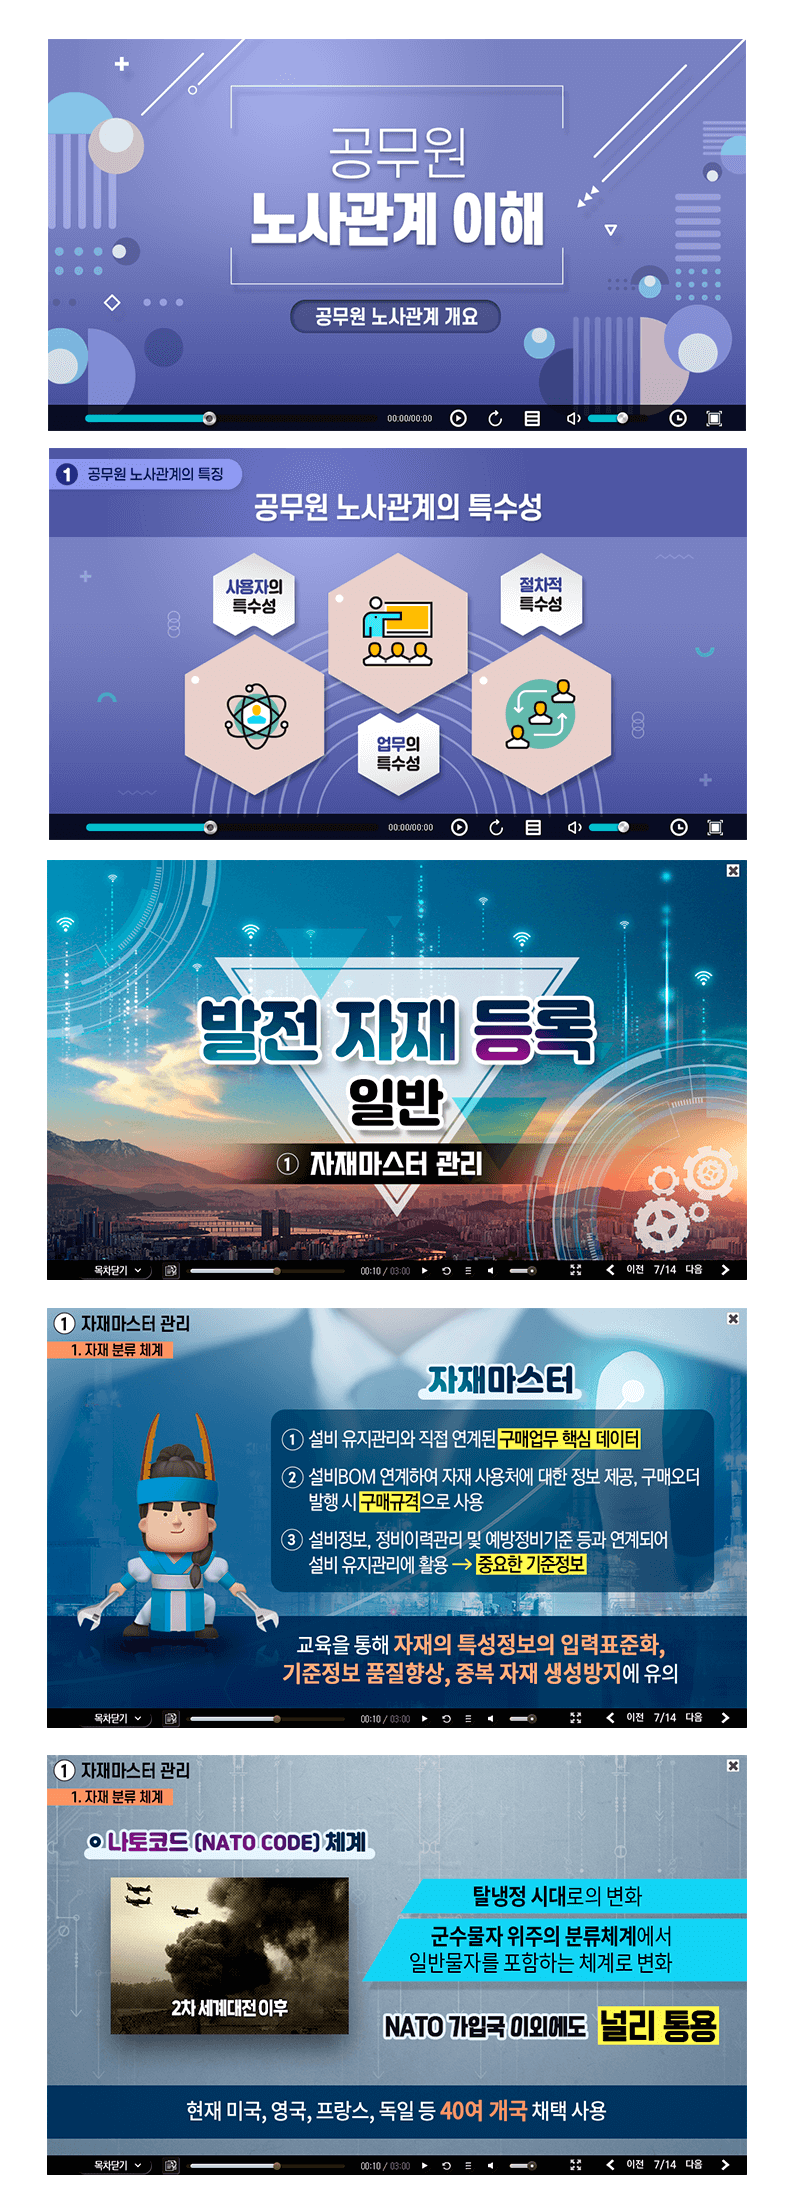 공무원
노사관계 이해
공무원 노사관계 개요
00:00/00:00
1 공무원 노사관계의 특징
공무원 노사관계의 특수성
사용자의
특수성
절차적
특수성
업무의
특수성
00:00/00:00
발전 자재 등록
일반
① 자재마스터 관리
목차닫기 00:10 / 03:00 이전 7/14 다음
① 자재마스터 관리
1. 자재 분류 체계
자재마스터
① 설비 유지관리와 직접 연계된 구매업무 핵심 데이터
② 설비BOM 연계하여 자재 사용처에 대한 정보 제공, 구매오더
발행 시 구매규격으로 사용
③ 설비정보, 정비이력관리 및 예방정비기준 등과 연계되어
설비 유지관리에 활용 → 중요한 기준정보
교육을 통해 자재의 특성정보의 입력표준화,
기준정보 품질향상, 중복 자재 생성방지에 유의
목차닫기 00:10 / 03:00 이전 7/14 다음
① 자재마스터 관리
1. 자재 분류 체계
나토코드 (NATO CODE) 체계
탈냉정 시대로의 변화
군수물자 위주의 분류체계에서
일반물자를 포함하는 체계로 변화
2차 세계대전 이후
NATO 가입국 이외에도 널리 통용
현재 미국, 영국, 프랑스, 독일 등 40여 개국 채택 사용
목차닫기 00:10 / 03:00 이전 7/14 다음